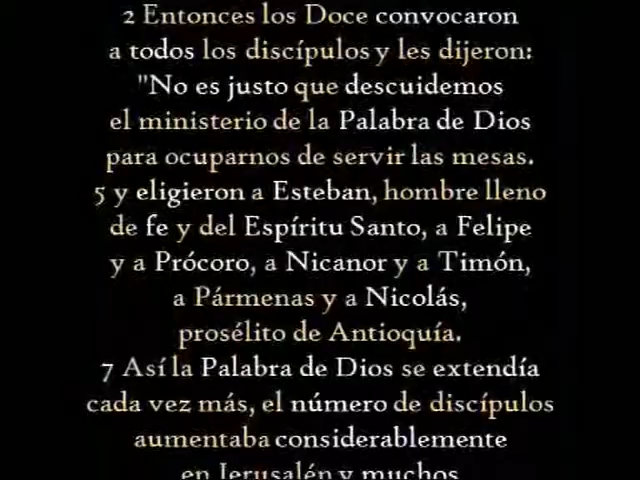 2 Entonces los Doce convocaron
a todos los discípulos y les dijeron:
"No es justo que descuidemos
el ministerio de la Palabra de Dios
para ocuparnos de servir las mesas.
5 y eligieron a Esteban, hombre lleno
de fe y del Espíritu Santo, a Felipe
y a Prócoro, a Nicanor y a Timón,
a Pármenas y a Nicolás,
prosélito de Antioquía.
7 Así la Palabra de Dios se extendía
cada vez más, el número de discípulos
aumentaba considerablemente
en Jerusalén y muchos